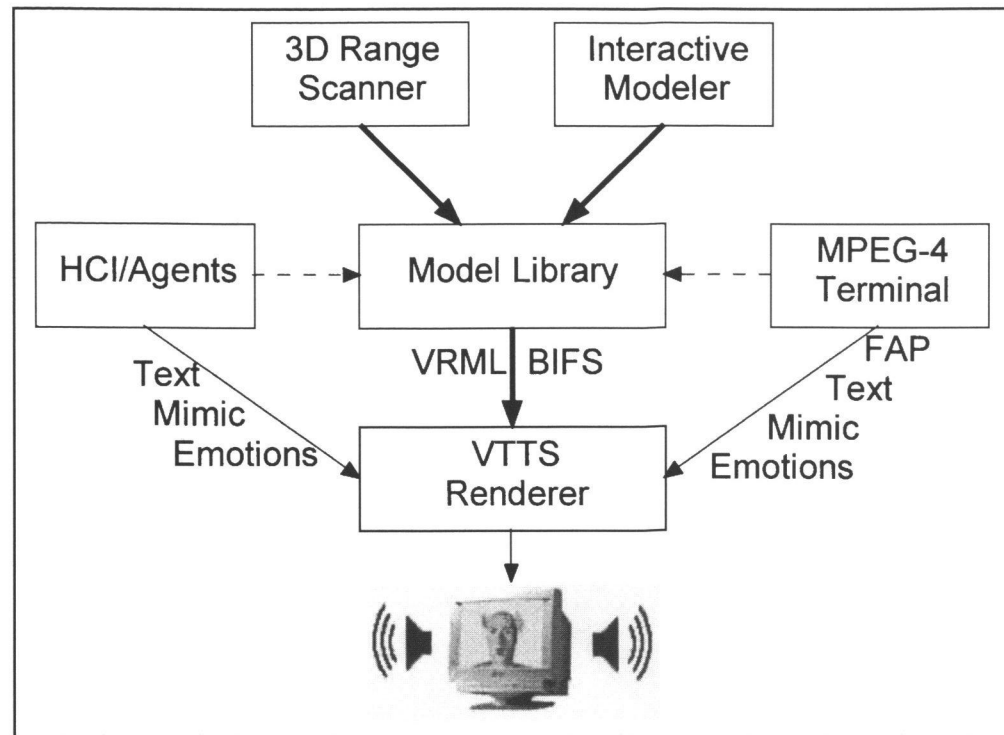 3D Range
Scanner
Interactive
Modeler
HCI/Agents
Model Library
MPEG-4
Terminal
VRML BIFS
Text
Mimic
Emotions
FAP
Text
Mimic
Emotions
VTTS
Renderer